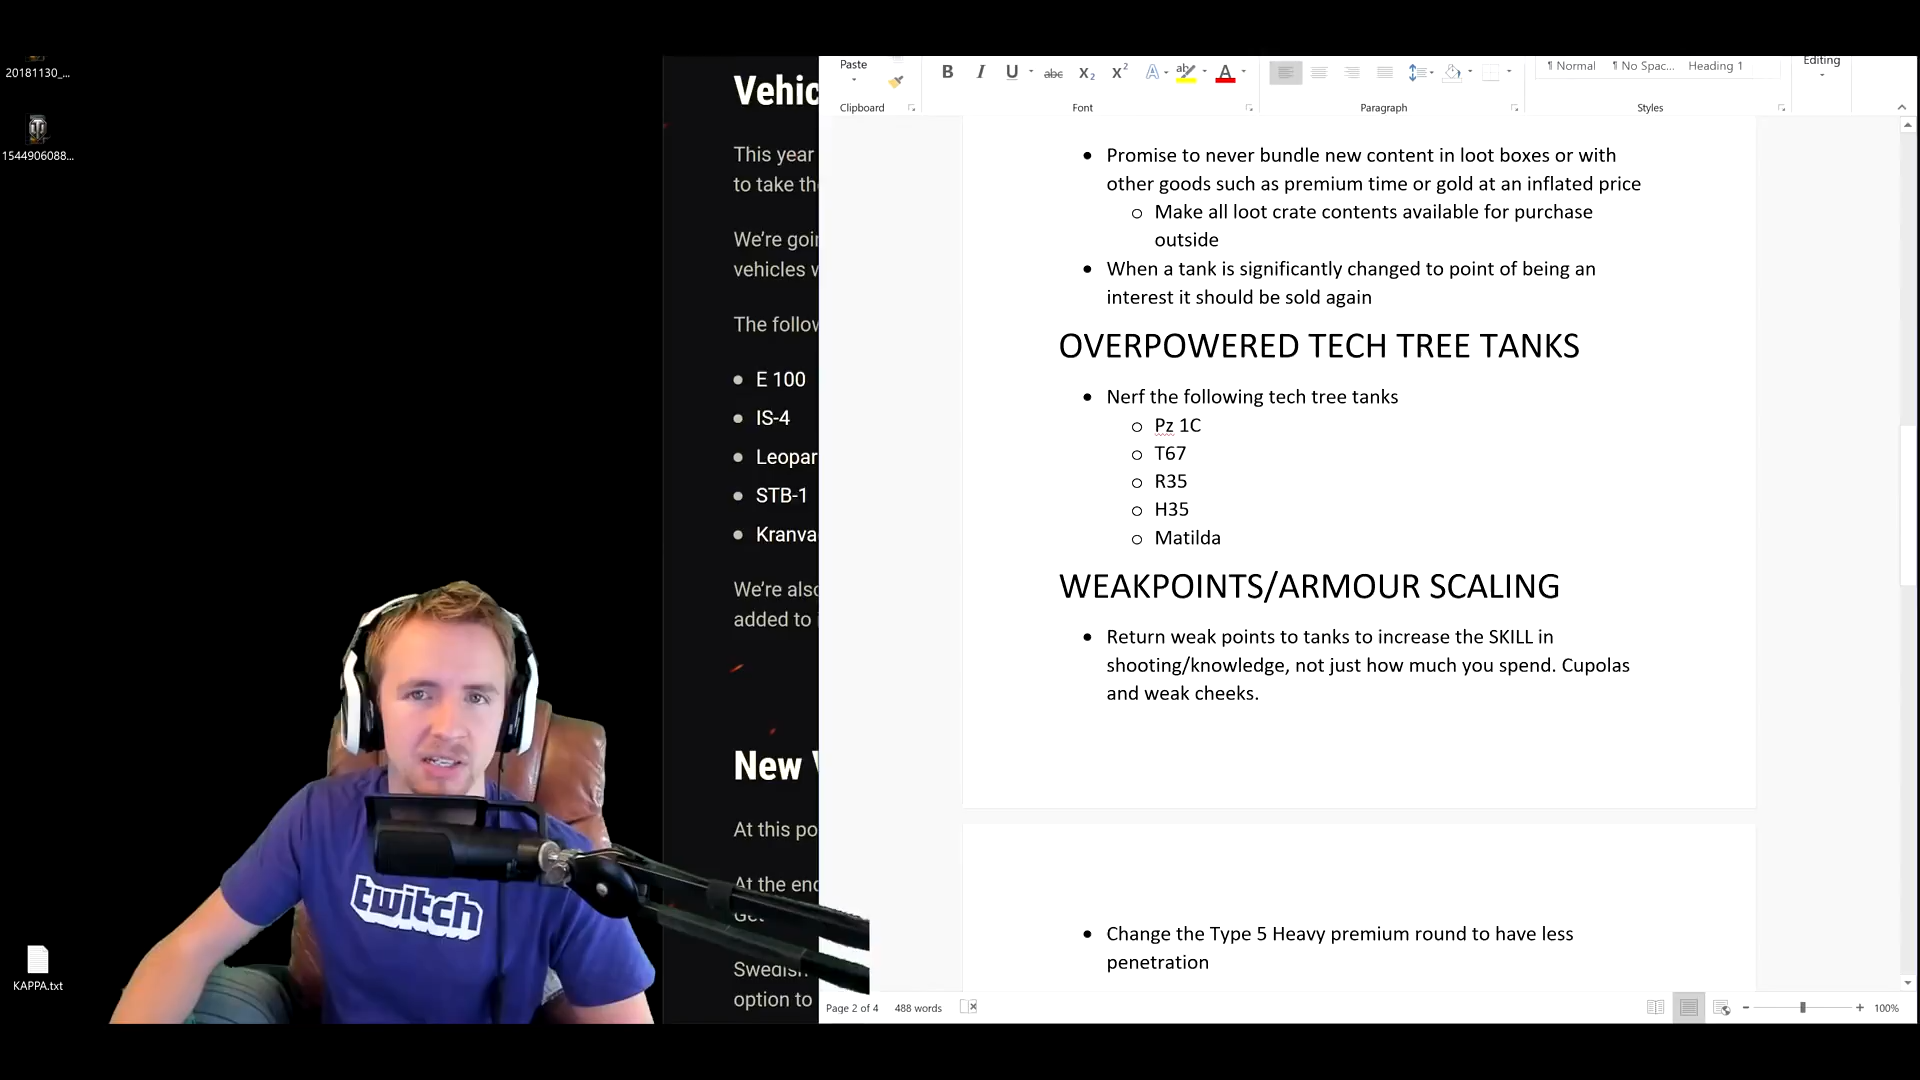 20181130_...
1544906088...
KAPPA.txt
twitch
Vehic
This year
to take th
We're goi
vehicles w
The follow
E 100
IS-4
Leopar
STB-1
Kranva
We're also
added to i
New
At this po
At the end
Swedish
option to
Paste
Clipboard
B I U abc X₂ X² A ab A
Font
Paragraph
¶ Normal ¶ No Spac... Heading 1
Styles
Editing
• Promise to never bundle new content in loot boxes or with
other goods such as premium time or gold at an inflated price
o Make all loot crate contents available for purchase
outside
• When a tank is significantly changed to point of being an
interest it should be sold again
OVERPOWERED TECH TREE TANKS
• Nerf the following tech tree tanks
o Pz 1C
o T67
o R35
o H35
o Matilda
WEAKPOINTS/ARMOUR SCALING
• Return weak points to tanks to increase the SKILL in
shooting/knowledge, not just how much you spend. Cupolas
and weak cheeks.
• Change the Type 5 Heavy premium round to have less
penetration
Page 2 of 4 488 words
100%